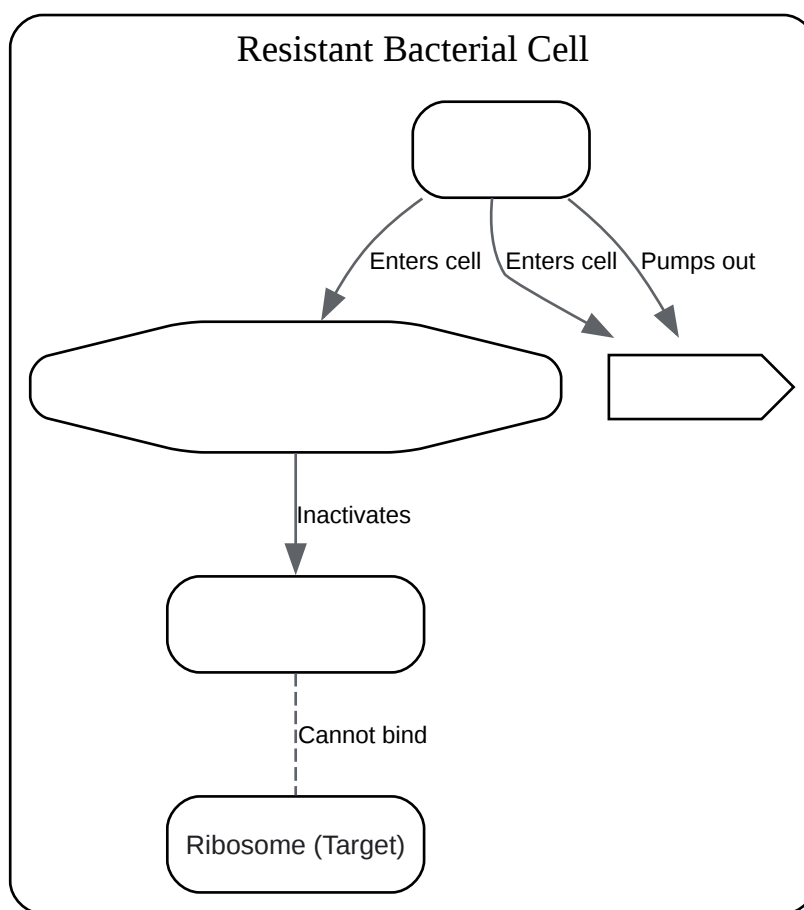 Resistant Bacterial Cell
Enters cell
Enters cell
Pumps out
Inactivates
Cannot bind
Ribosome (Target)